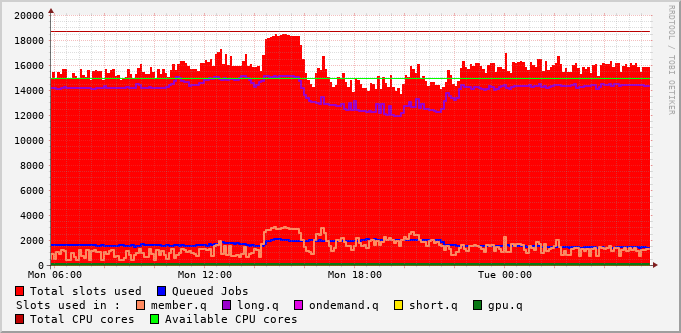 20000
18000
16000
14000
12000
10000
8000
6000
4000
2000
0
Mon 06:00 Mon 12:00 Mon 18:00 Tue 00:00
Total slots used Queued Jobs
Slots used in : member.q long.q ondemand.q short.q gpu.q
Total CPU cores Available CPU cores
RRDTOOL / TOBI OETIKER